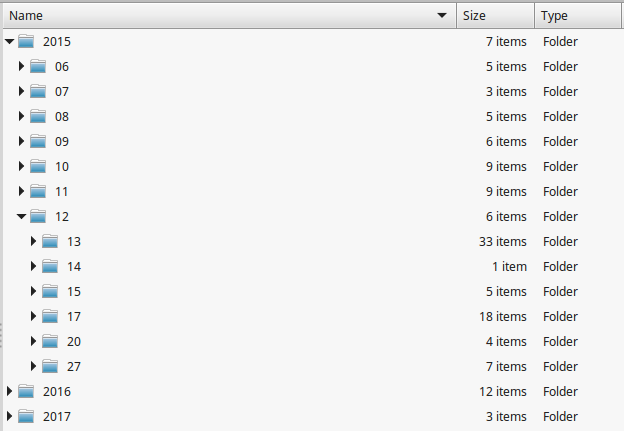 Name Size Type
2015 7 items Folder
06 5 items Folder
07 3 items Folder
08 5 items Folder
09 6 items Folder
10 9 items Folder
11 9 items Folder
12 6 items Folder
13 33 items Folder
14 1 item Folder
15 5 items Folder
17 18 items Folder
20 4 items Folder
27 7 items Folder
2016 12 items Folder
2017 3 items Folder